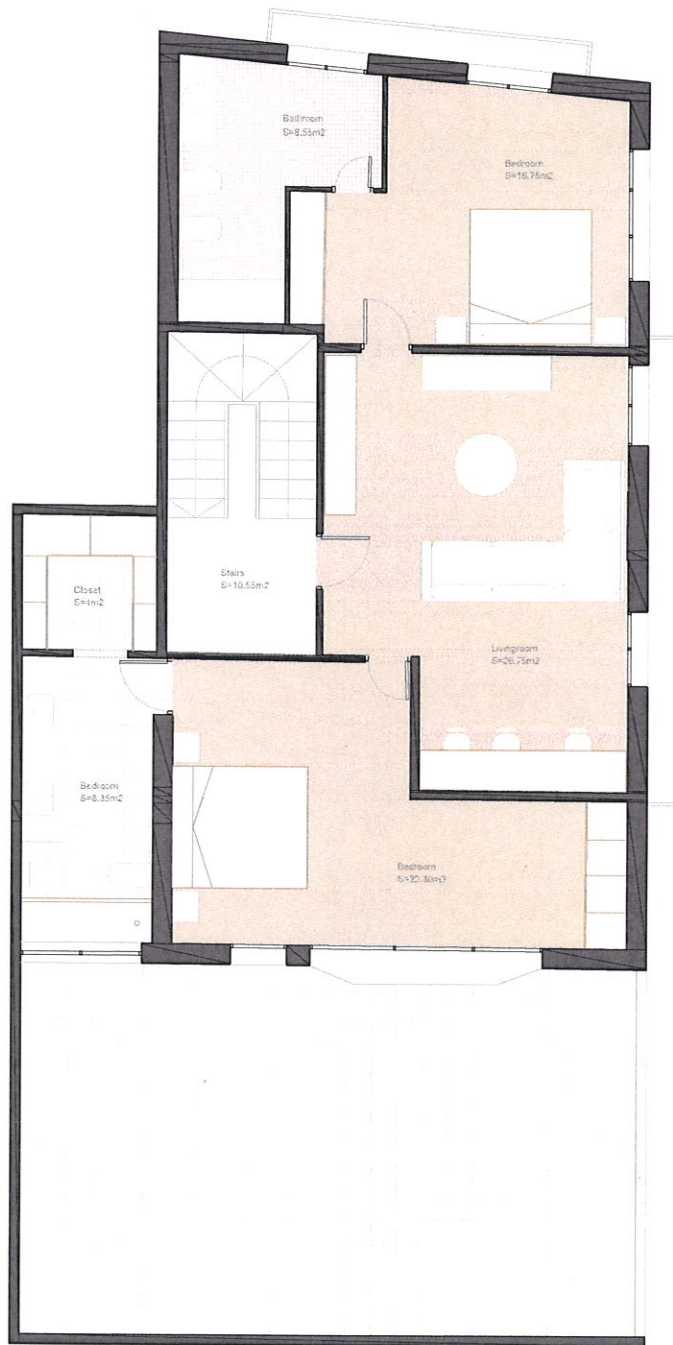 Bathroom
S=8.55m2
Bedroom
S=16.75m2
Stairs
S=10.55m2
Closet
S=4m2
Livingroom
S=26.75m2
Bedroom
S=8.35m2
Bedroom